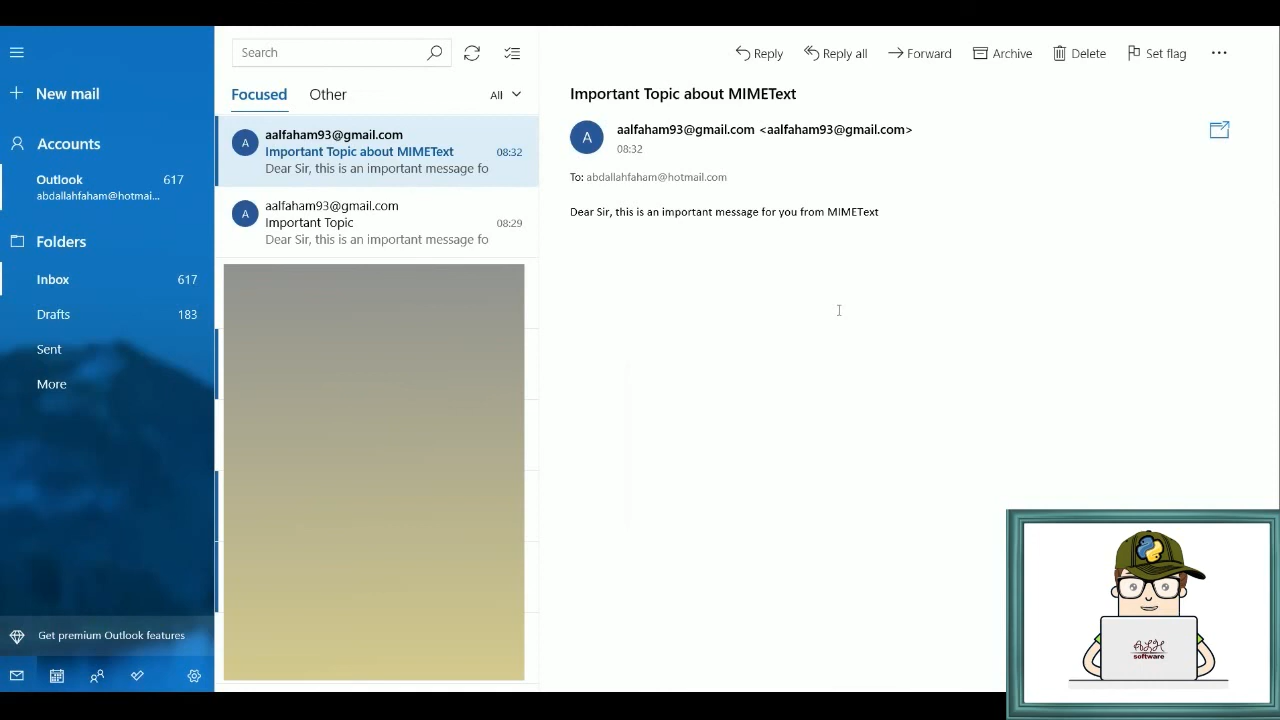 New mail
Accounts
Outlook 617
abdallahfaham@hotmai...
Folders
Inbox 617
Drafts 183
Sent
More
Get premium Outlook features
Search
Focused Other All
A
aalfaham93@gmail.com
Important Topic about MIMEText 08:32
Dear Sir, this is an important message fo
A
aalfaham93@gmail.com
Important Topic 08:29
Dear Sir, this is an important message fo
Reply Reply all Forward Archive Delete Set flag
Important Topic about MIMEText
A
aalfaham93@gmail.com <aalfaham93@gmail.com>
08:32
To: abdallahfaham@hotmail.com
Dear Sir, this is an important message for you from MIMEText
software